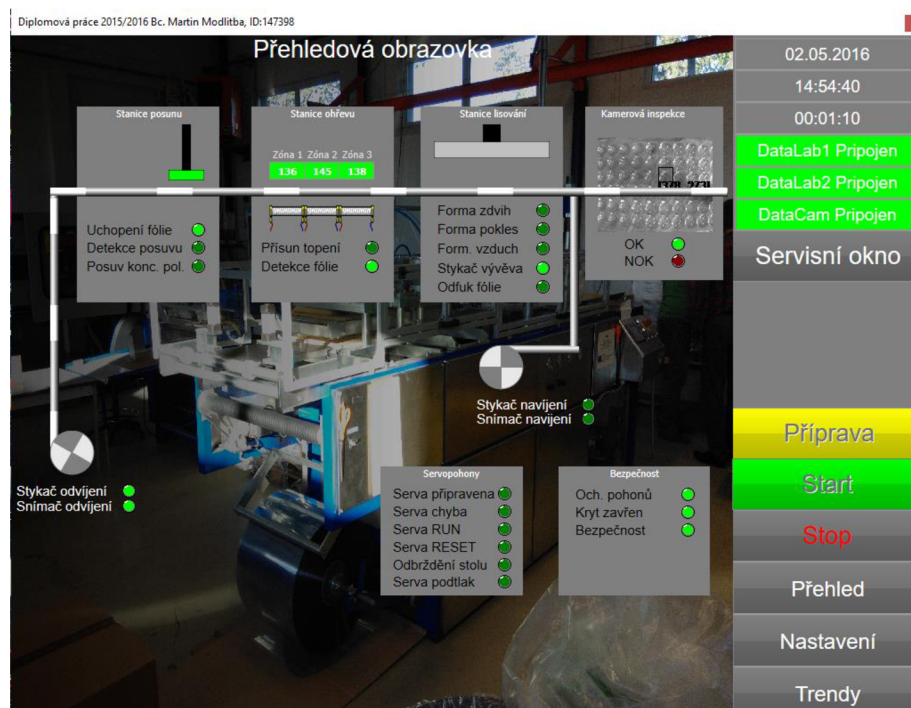 Diplomová práce 2015/2016 Bc. Martin Modlitba, ID:147398
Přehledová obrazovka
02.05.2016
14:54:40
00:01:10
DataLab1 Pripojen
DataLab2 Pripojen
DataCam Pripojen
Servisní okno
Příprava
Start
Stop
Přehled
Nastavení
Trendy
Stanice posunu
Uchopení fólie
Detekce posuvu
Posuv konc. pol.
Stanice ohřevu
Zóna 1 Zóna 2 Zóna 3
136 145 138
Přísun topení
Detekce fólie
Stanice lisování
Forma zdvih
Forma pokles
Form. vzduch
Stykač vývěva
Odfuk fólie
Kamerová inspekce
1378 2731
OK
NOK
Stykač navíjení
Snímač navijení
Stykač odvíjení
Snímač odvíjení
Servopohony
Serva připravena
Serva chyba
Serva RUN
Serva RESET
Odbrždění stolu
Serva podtlak
Bezpečnost
Och. pohonů
Kryt zavřen
Bezpečnost